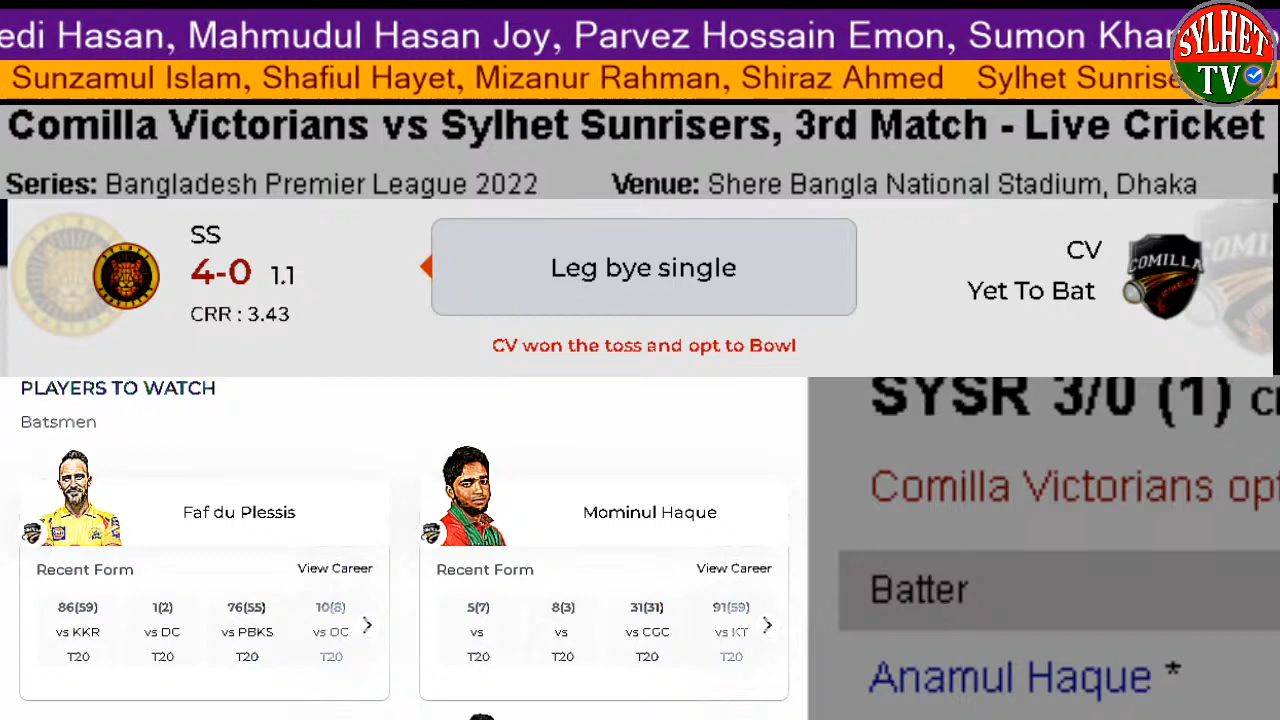 edi Hasan, Mahmudul Hasan Joy, Parvez Hossain Emon, Sumon Khan
SYLHET TV
Sunzamul Islam, Shafiul Hayet, Mizanur Rahman, Shiraz Ahmed Sylhet Sunrise
Comilla Victorians vs Sylhet Sunrisers, 3rd Match - Live Cricket
Series: Bangladesh Premier League 2022 Venue: Shere Bangla National Stadium, Dhaka
SS
4-0 1.1
CRR : 3.43
Leg bye single
CV won the toss and opt to Bowl
CV
Yet To Bat
COMILLA
PLAYERS TO WATCH
Batsmen
Faf du Plessis
Recent Form View Career
86(59) 1(2) 76(55) 10(8)
vs KKR vs DC vs PBKS vs DC
T20 T20 T20 T20
Mominul Haque
Recent Form View Career
5(7) 8(3) 31(31) 91(59)
vs vs vs CGC vs KT
T20 T20 T20 T20
SYSR 3/0 (1)
Comilla Victorians opt
Batter
Anamul Haque *